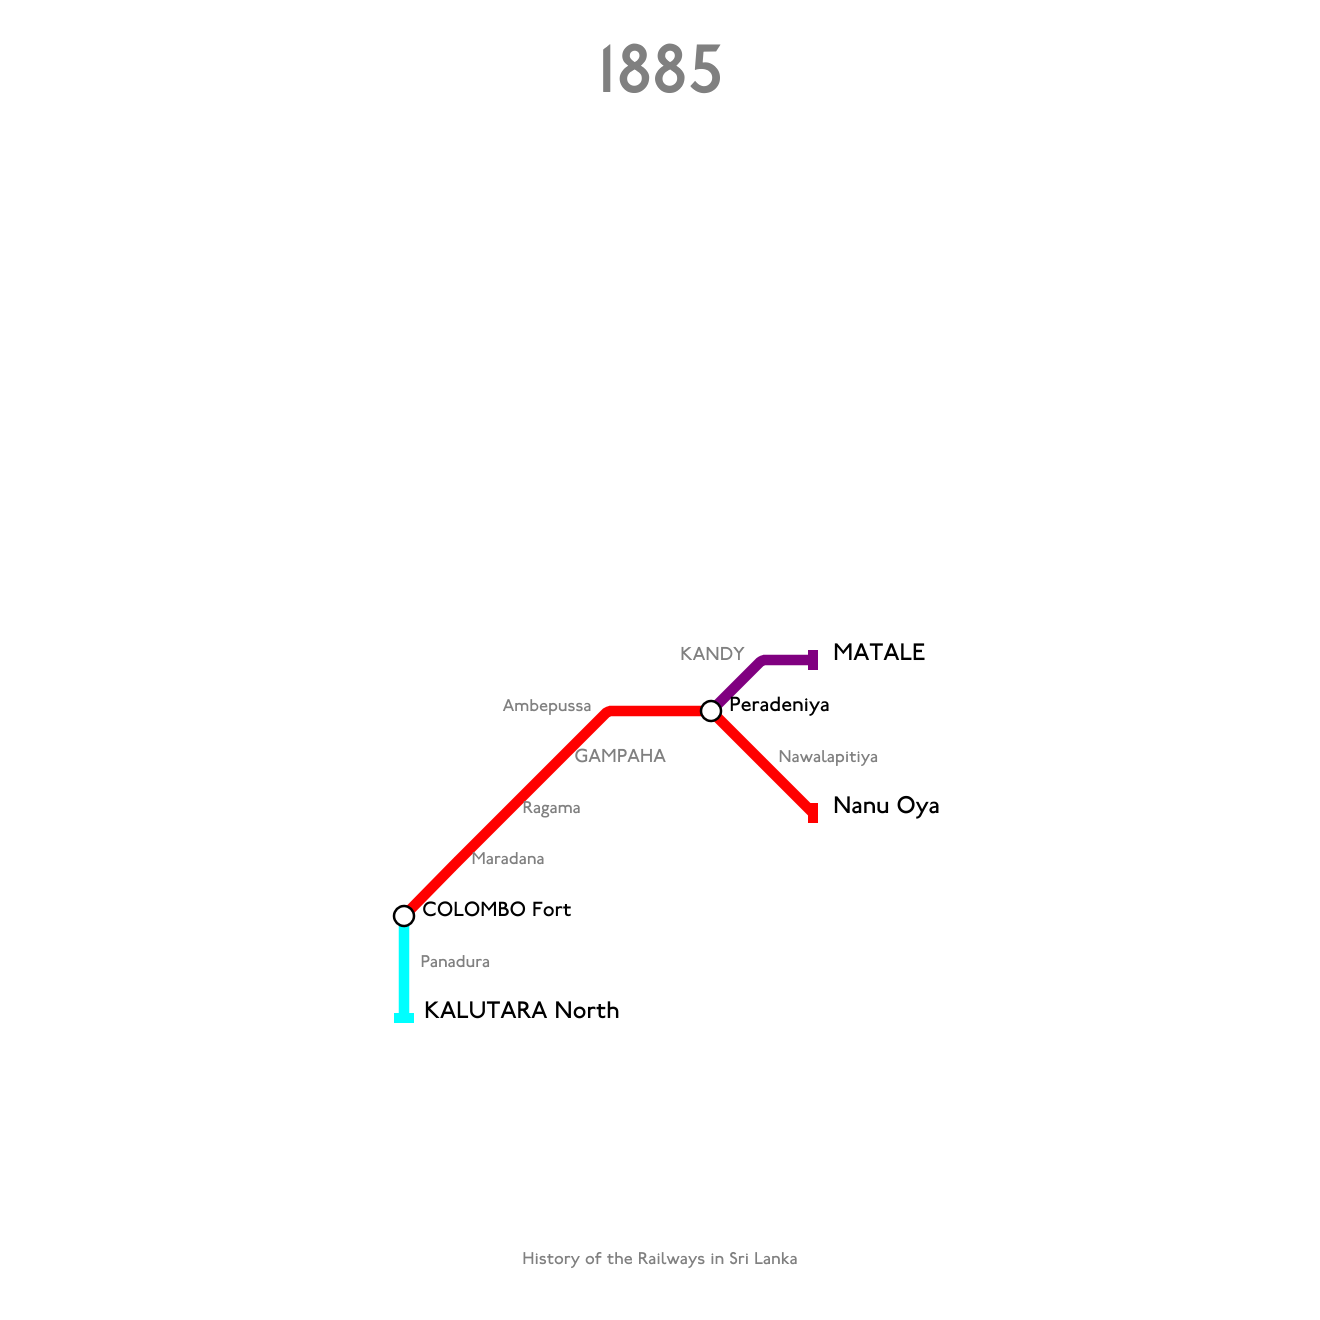 1885
KANDY
MATALE
Ambepussa
Peradeniya
GAMPAHA
Nawalapitiya
Ragama
Nanu Oya
Maradana
COLOMBO Fort
Panadura
KALUTARA North
History of the Railways in Sri Lanka